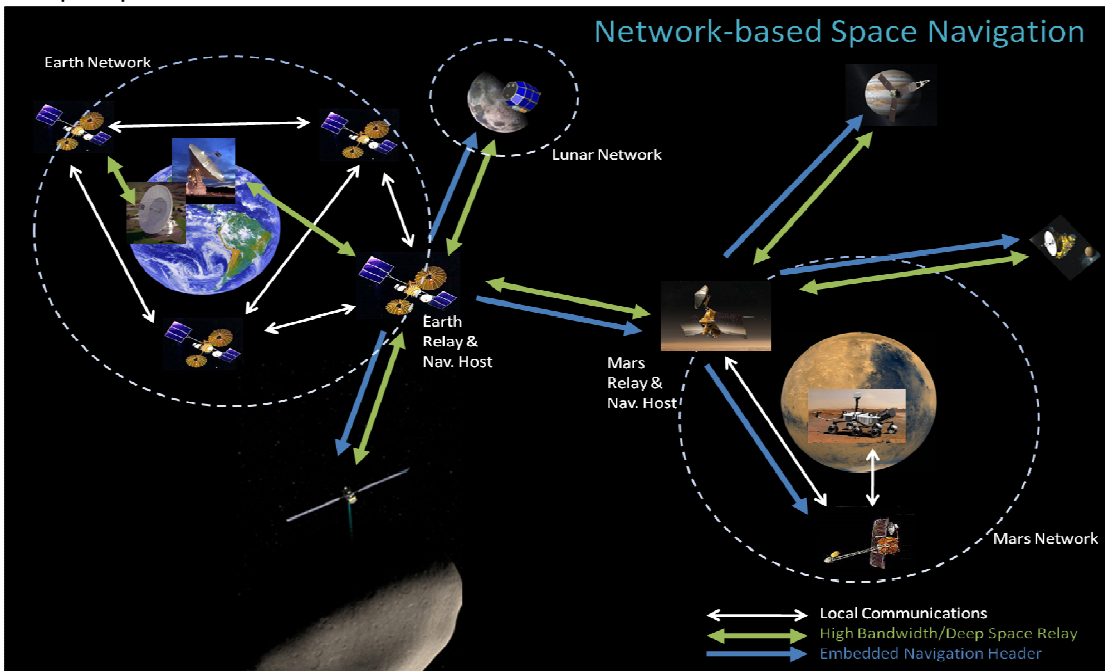 Network-based Space Navigation
Earth Network
Lunar Network
Earth
Relay &
Nav. Host
Mars
Relay &
Nav. Host
Mars Network
Local Communications
High Bandwidth/Deep Space Relay
Embedded Navigation Header